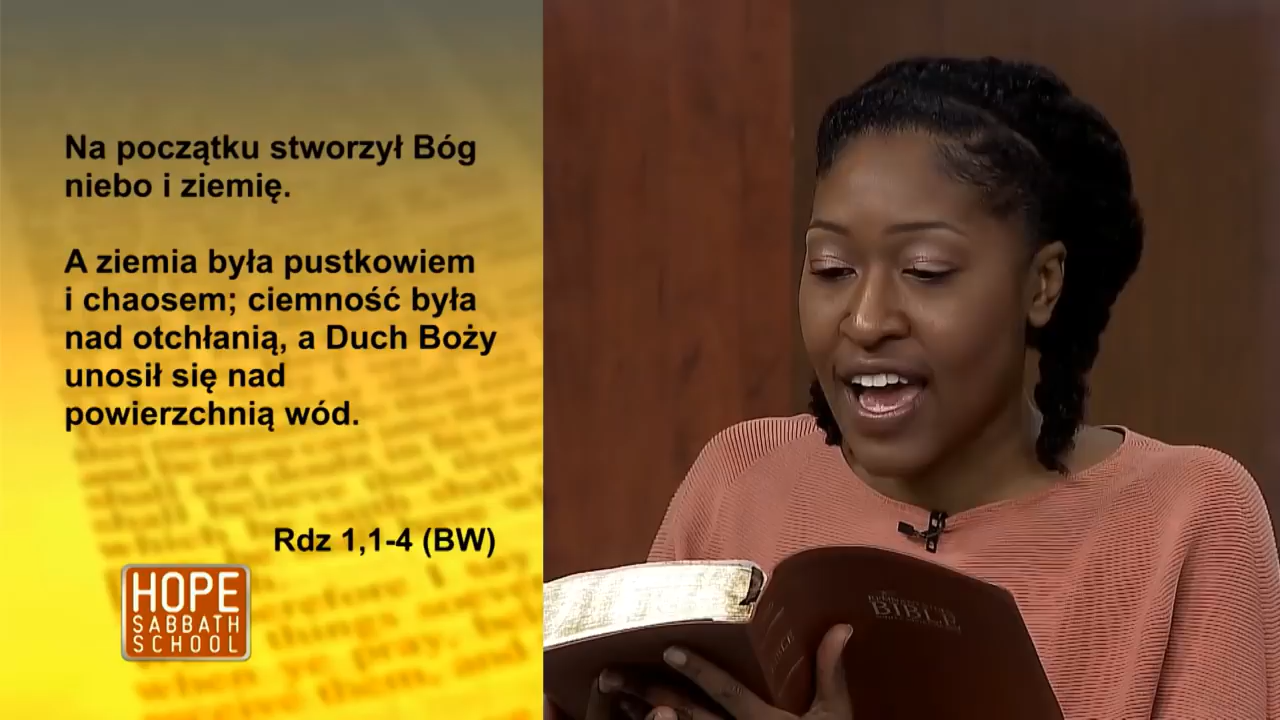 Na początku stworzył Bóg
niebo i ziemię.
A ziemia była pustkowiem
i chaosem; ciemność była
nad otchłanią, a Duch Boży
unosił się nad
powierzchnią wód.
Rdz 1,1-4 (BW)
HOPE
SABBATH
SCHOOL
BIBLE